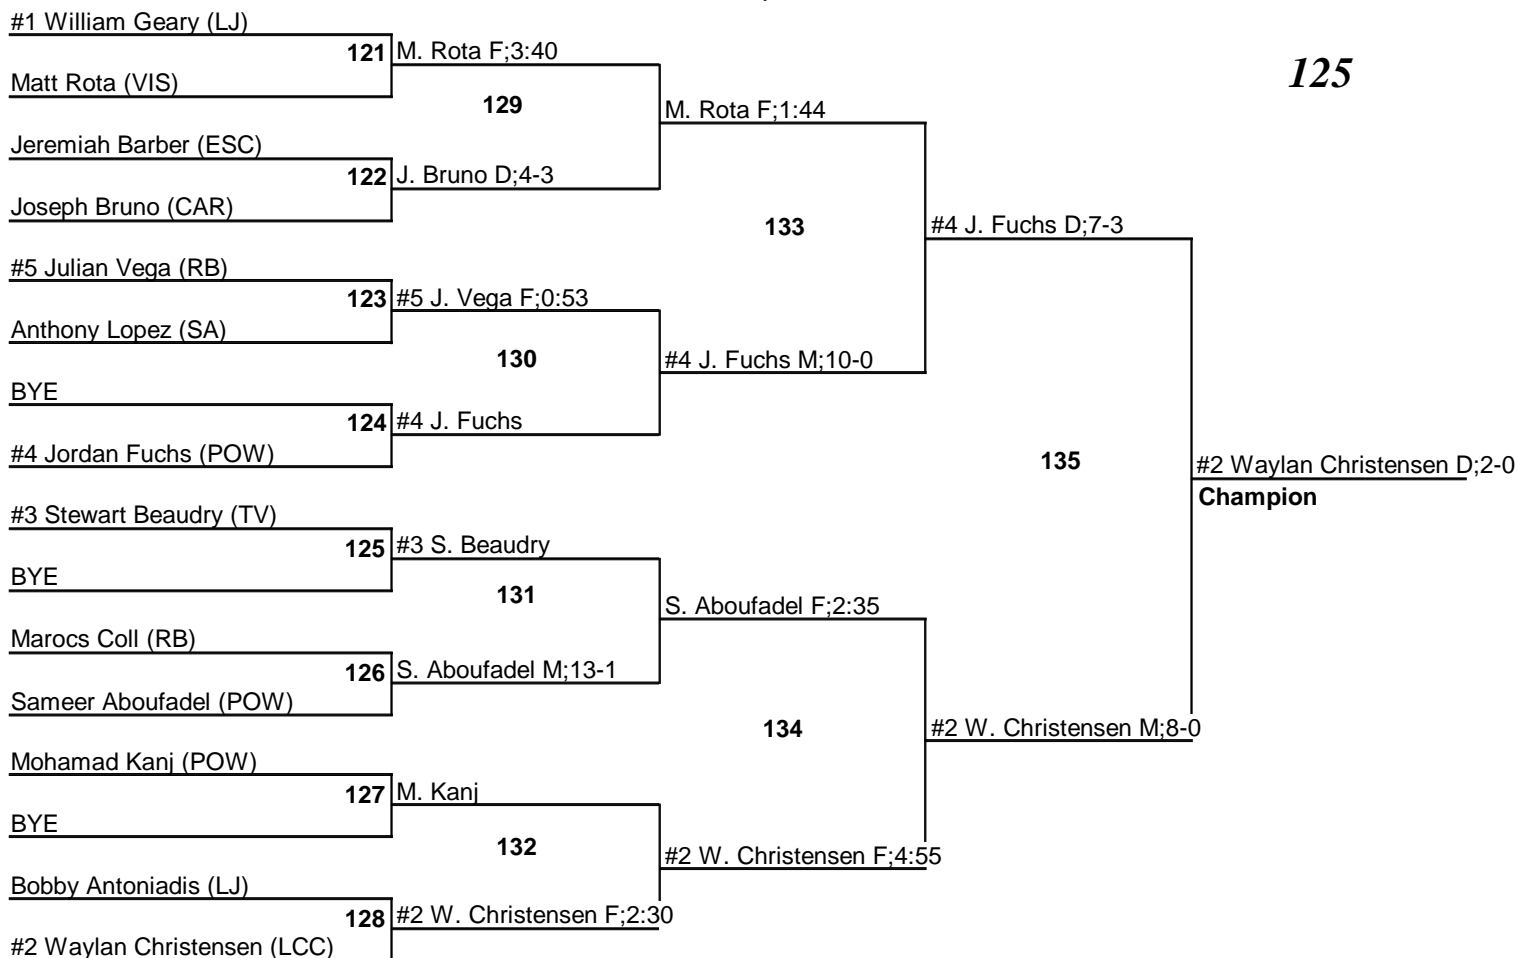 #1 William Geary (LJ)
121 M. Rota F;3:40
125
Matt Rota (VIS)
129
M. Rota F;1:44
Jeremiah Barber (ESC)
122 J. Bruno D;4-3
Joseph Bruno (CAR)
133
#4 J. Fuchs D;7-3
#5 Julian Vega (RB)
123 #5 J. Vega F;0:53
Anthony Lopez (SA)
130
#4 J. Fuchs M;10-0
BYE
124 #4 J. Fuchs
#4 Jordan Fuchs (POW)
135
#2 Waylan Christensen D;2-0
Champion
#3 Stewart Beaudry (TV)
125 #3 S. Beaudry
BYE
131
S. Aboufadel F;2:35
Marocs Coll (RB)
126 S. Aboufadel M;13-1
Sameer Aboufadel (POW)
134
#2 W. Christensen M;8-0
Mohamad Kanj (POW)
127 M. Kanj
BYE
132
#2 W. Christensen F;4:55
Bobby Antoniadis (LJ)
128 #2 W. Christensen F;2:30
#2 Waylan Christensen (LCC)